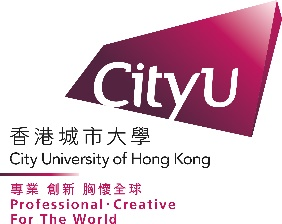 CityU
香港城市大學
City University of Hong Kong
專業 創新 胸懷全球
Professional·Creative
For The World